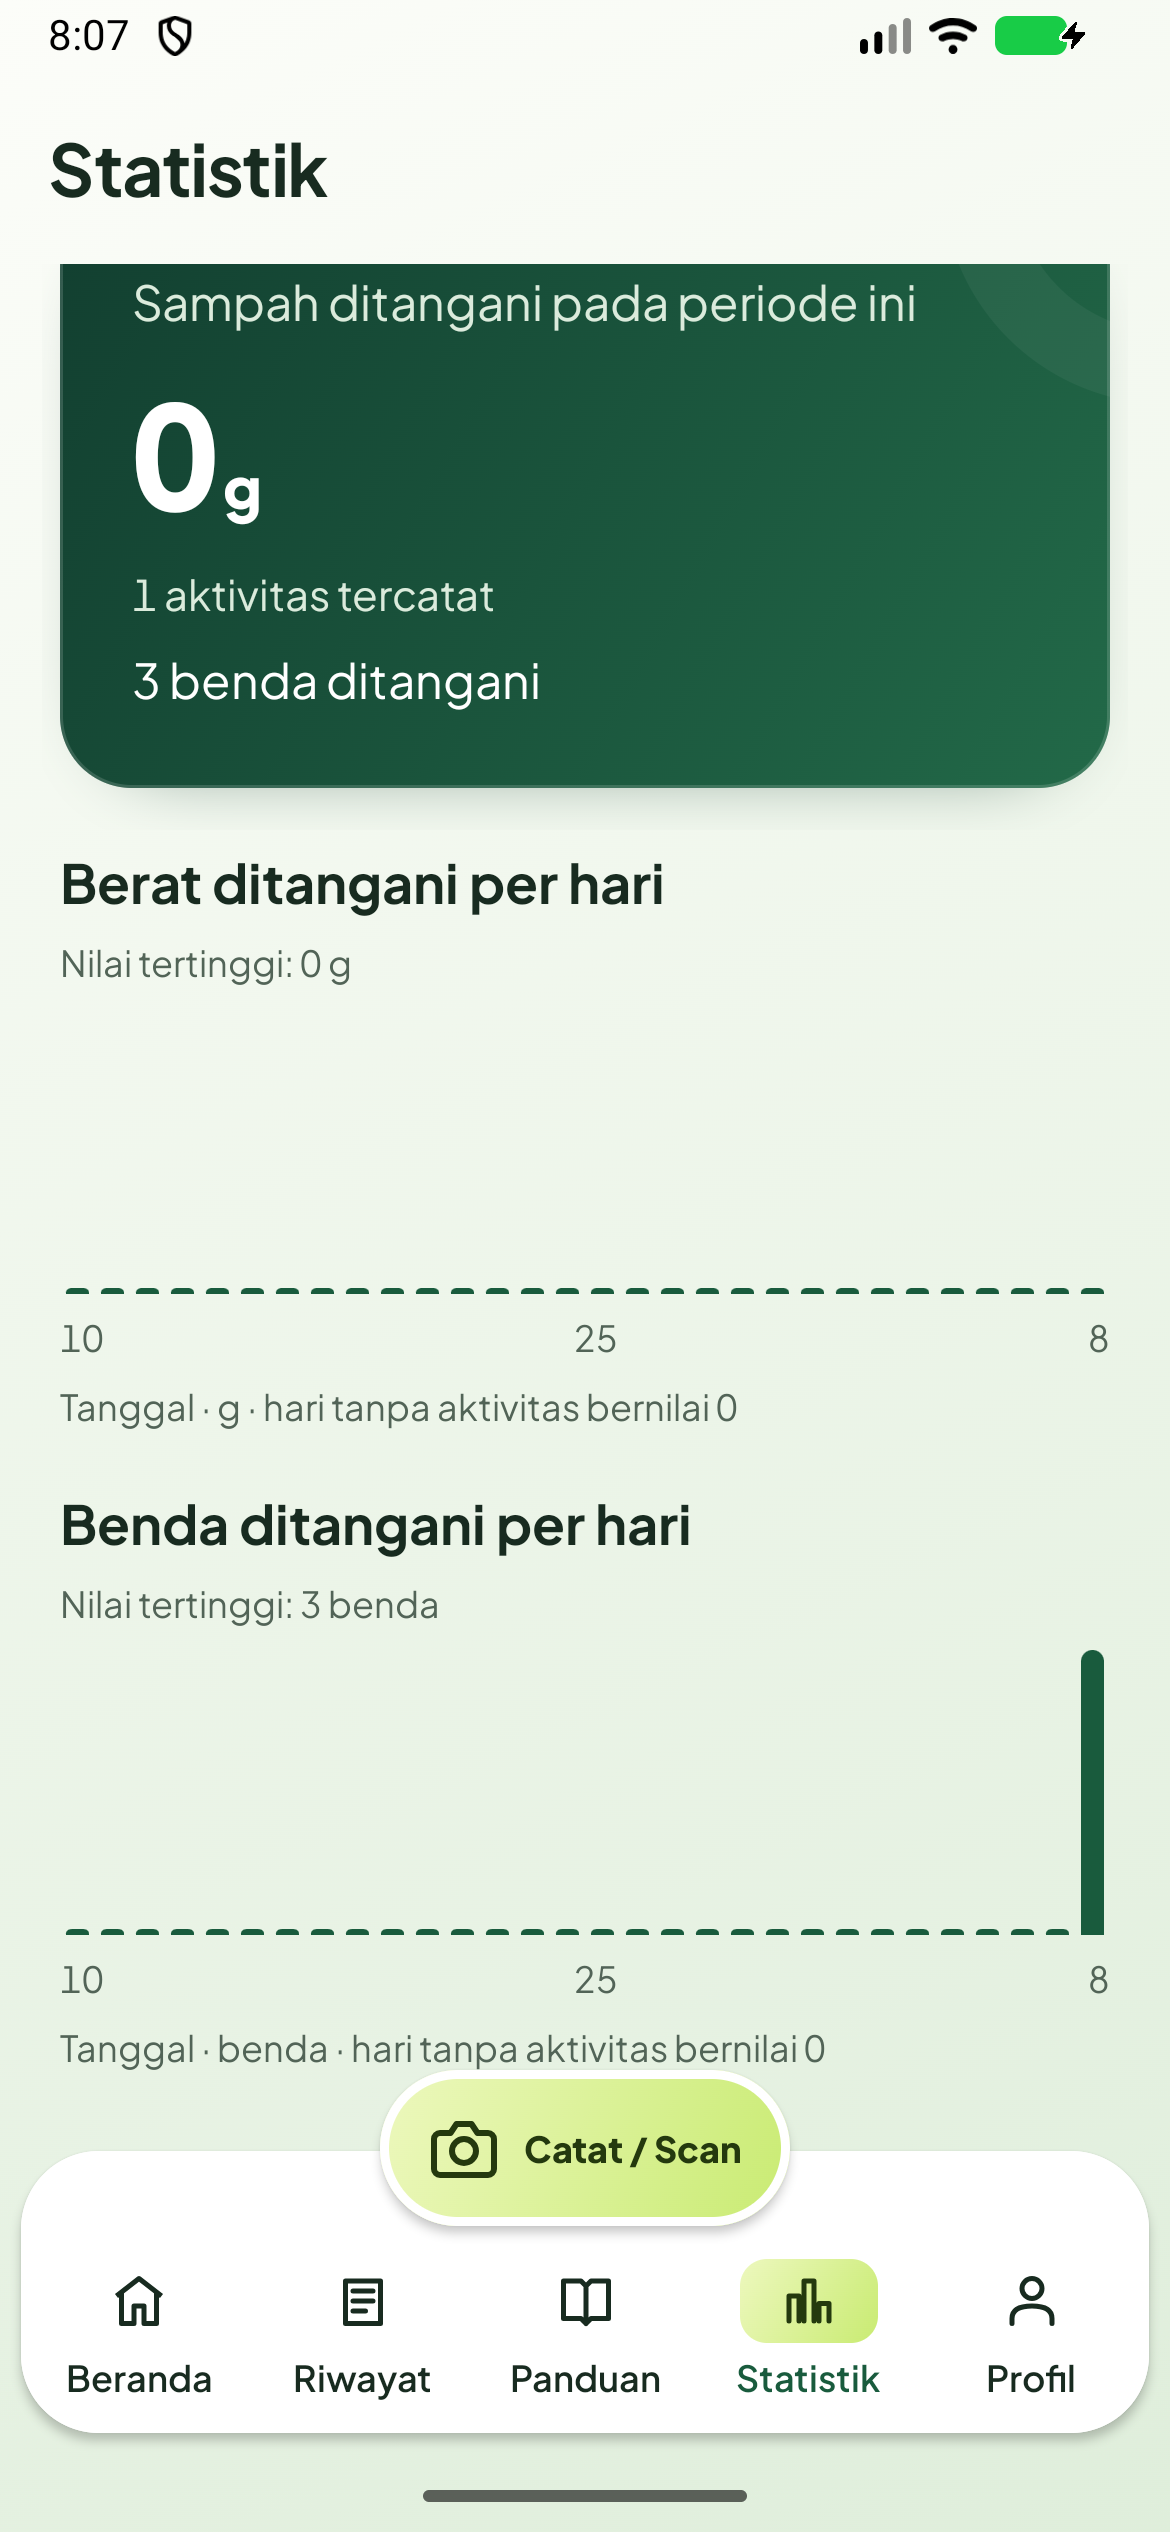 8:07
Statistik
Sampah ditangani pada periode ini
0g
1 aktivitas tercatat
3 benda ditangani
Berat ditangani per hari
Nilai tertinggi: 0 g
10 25 8
Tanggal · g · hari tanpa aktivitas bernilai 0
Benda ditangani per hari
Nilai tertinggi: 3 benda
10 25 8
Tanggal · benda · hari tanpa aktivitas bernilai 0
Catat / Scan
Beranda Riwayat Panduan Statistik Profil